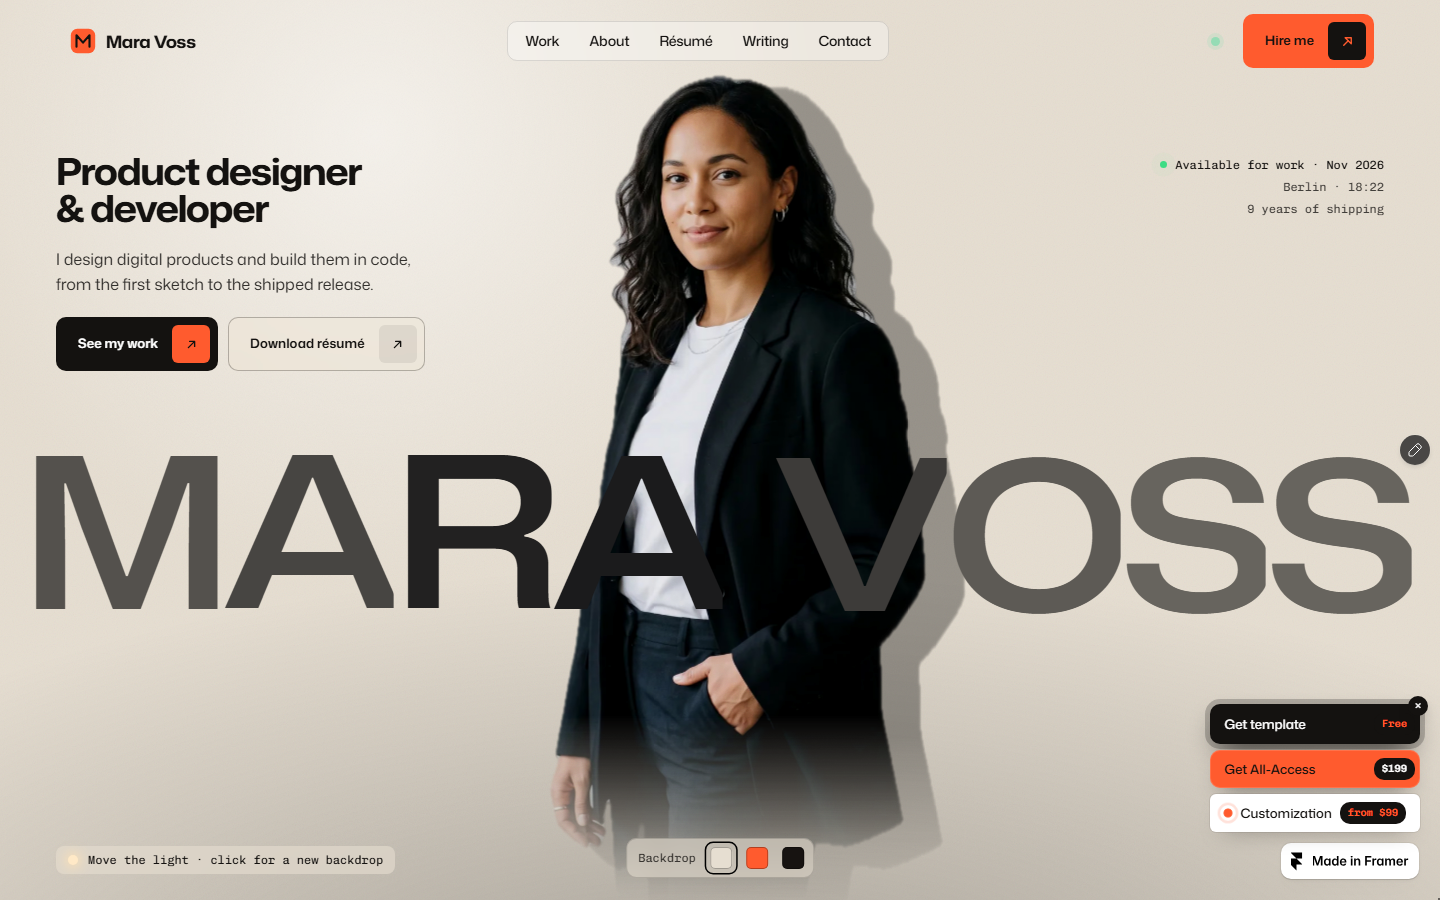 Mara Voss
Work About Résumé Writing Contact
Hire me
Product designer
& developer
I design digital products and build them in code,
from the first sketch to the shipped release.
See my work
Download résumé
Available for work · Nov 2026
Berlin · 18:22
9 years of shipping
MARA VOSS
Get template Free
Get All-Access $199
Customization from $99
Move the light · click for a new backdrop
Backdrop
Made in Framer